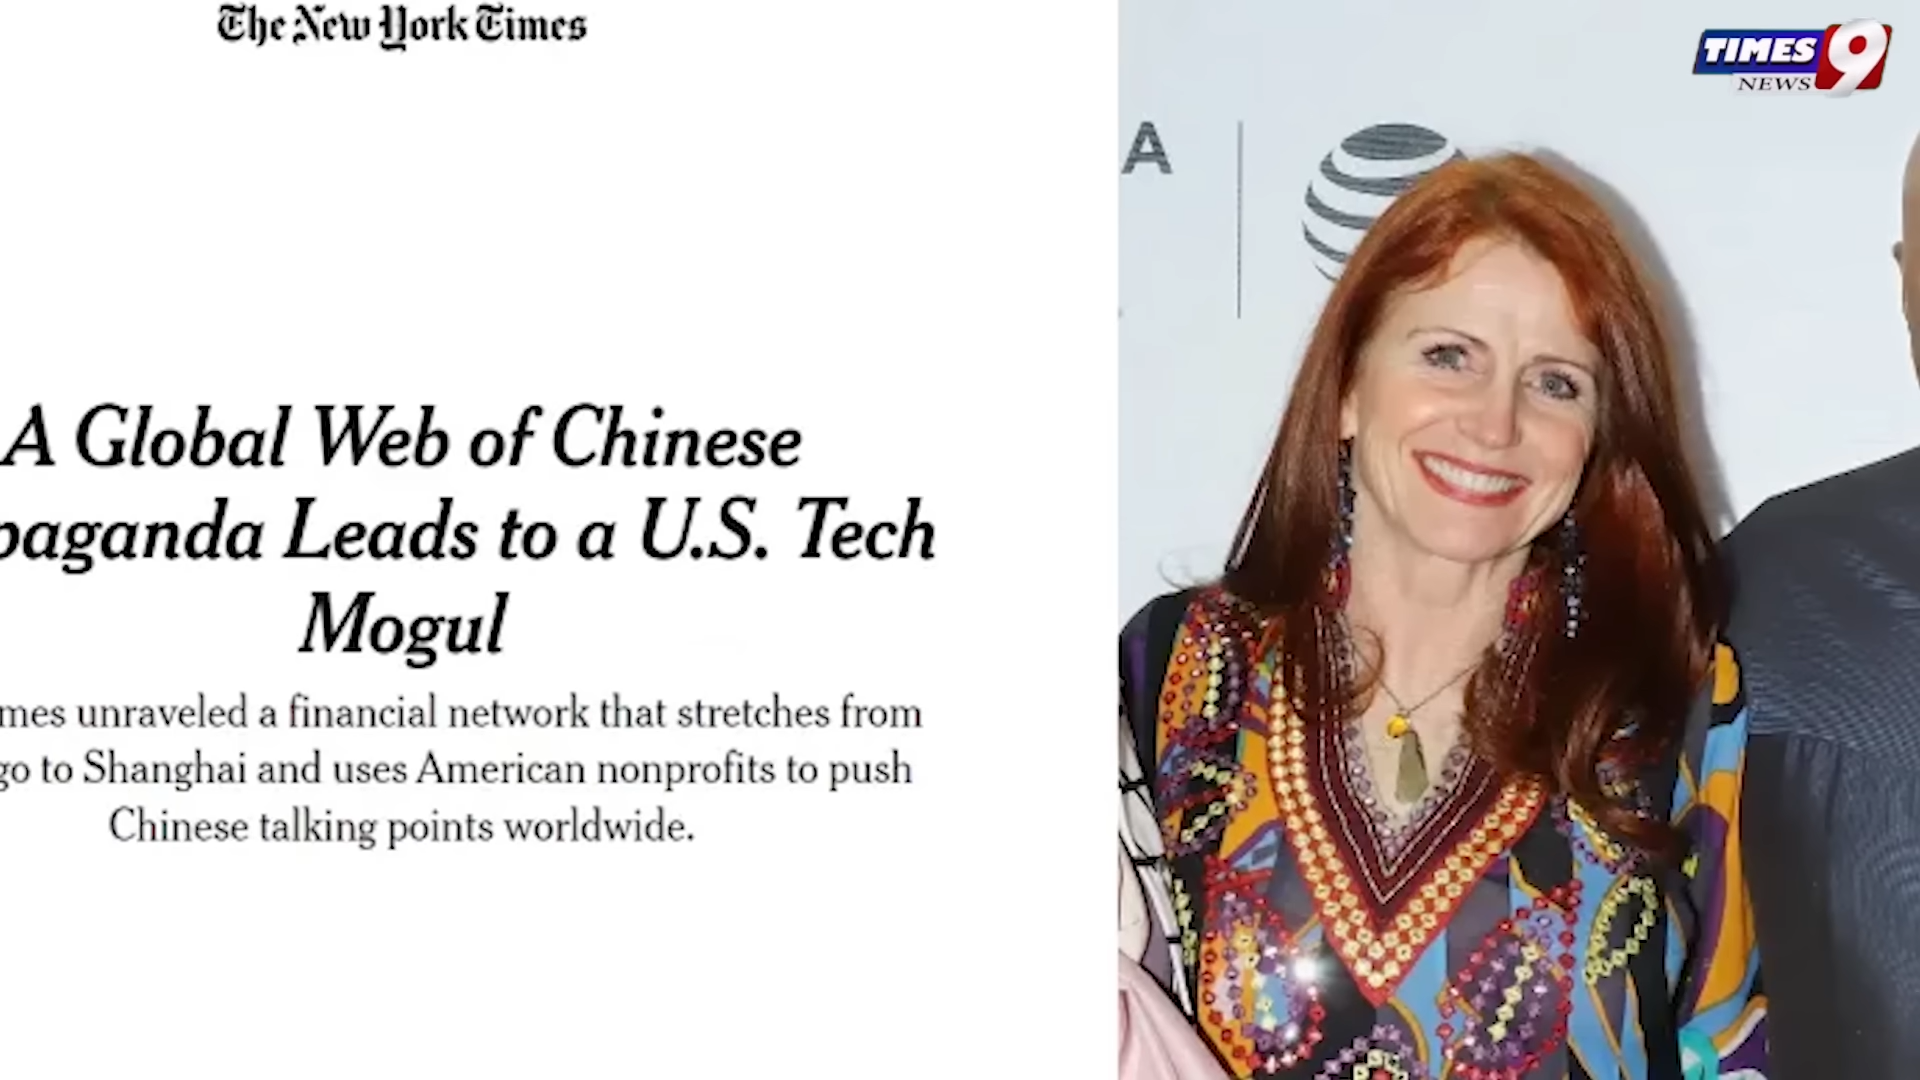 The New York Times
TIMES 9
NEWS
A
A Global Web of Chinese
paganda Leads to a U.S. Tech
Mogul
mes unraveled a financial network that stretches from
go to Shanghai and uses American nonprofits to push
Chinese talking points worldwide.